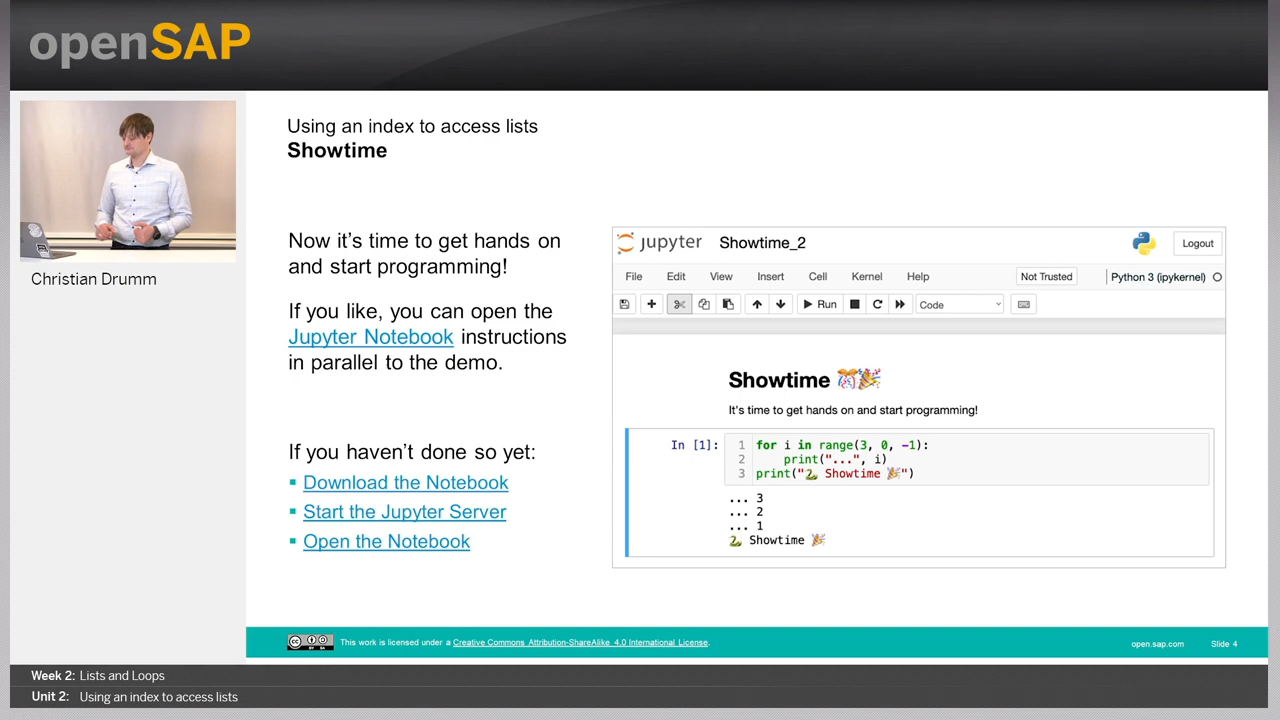 openSAP
Christian Drumm
Using an index to access lists
Showtime
Now it’s time to get hands on
and start programming!
If you like, you can open the
Jupyter Notebook instructions
in parallel to the demo.
If you haven’t done so yet:
▪ Download the Notebook
▪ Start the Jupyter Server
▪ Open the Notebook
jupyter Showtime_2
Logout
File Edit View Insert Cell Kernel Help
Not Trusted
Python 3 (ipykernel)
Run
Code
Showtime 🎊🎉
It's time to get hands on and start programming!
In [1]:
1 for i in range(3, 0, -1):
2     print("...", i)
3 print("🐍 Showtime 🎉")
... 3
... 2
... 1
🐍 Showtime 🎉
cc BY SA
This work is licensed under a Creative Commons Attribution-ShareAlike 4.0 International License.
open.sap.com
Slide 4
Week 2: Lists and Loops
Unit 2: Using an index to access lists